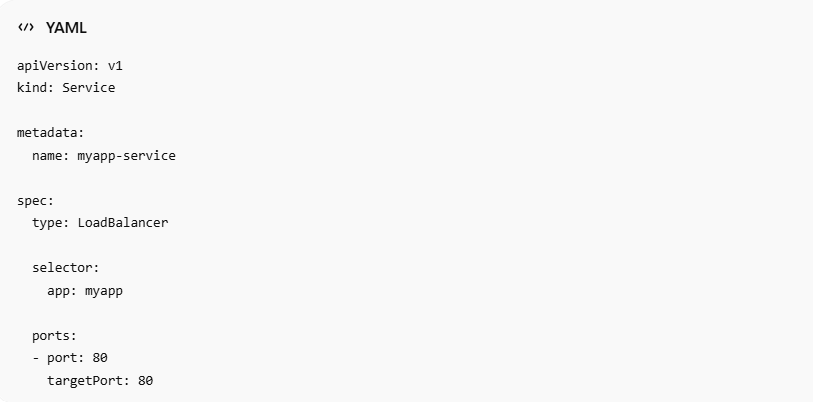 </> YAML
apiVersion: v1
kind: Service
metadata:
  name: myapp-service
spec:
  type: LoadBalancer
  selector:
    app: myapp
  ports:
  - port: 80
    targetPort: 80